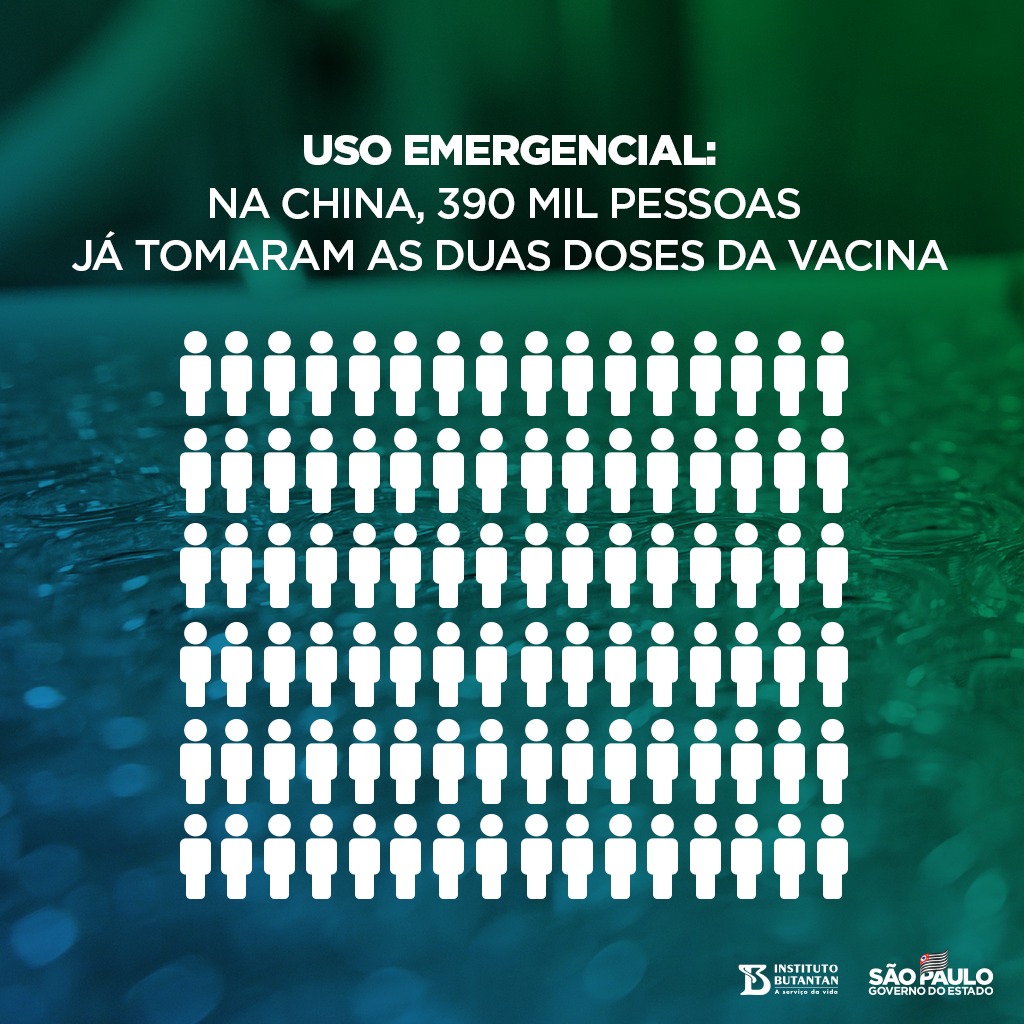 USO EMERGENCIAL:
NA CHINA, 390 MIL PESSOAS
JÁ TOMARAM AS DUAS DOSES DA VACINA
INSTITUTO
BUTANTAN
A serviço da vida
SÃO PAULO
GOVERNO DO ESTADO